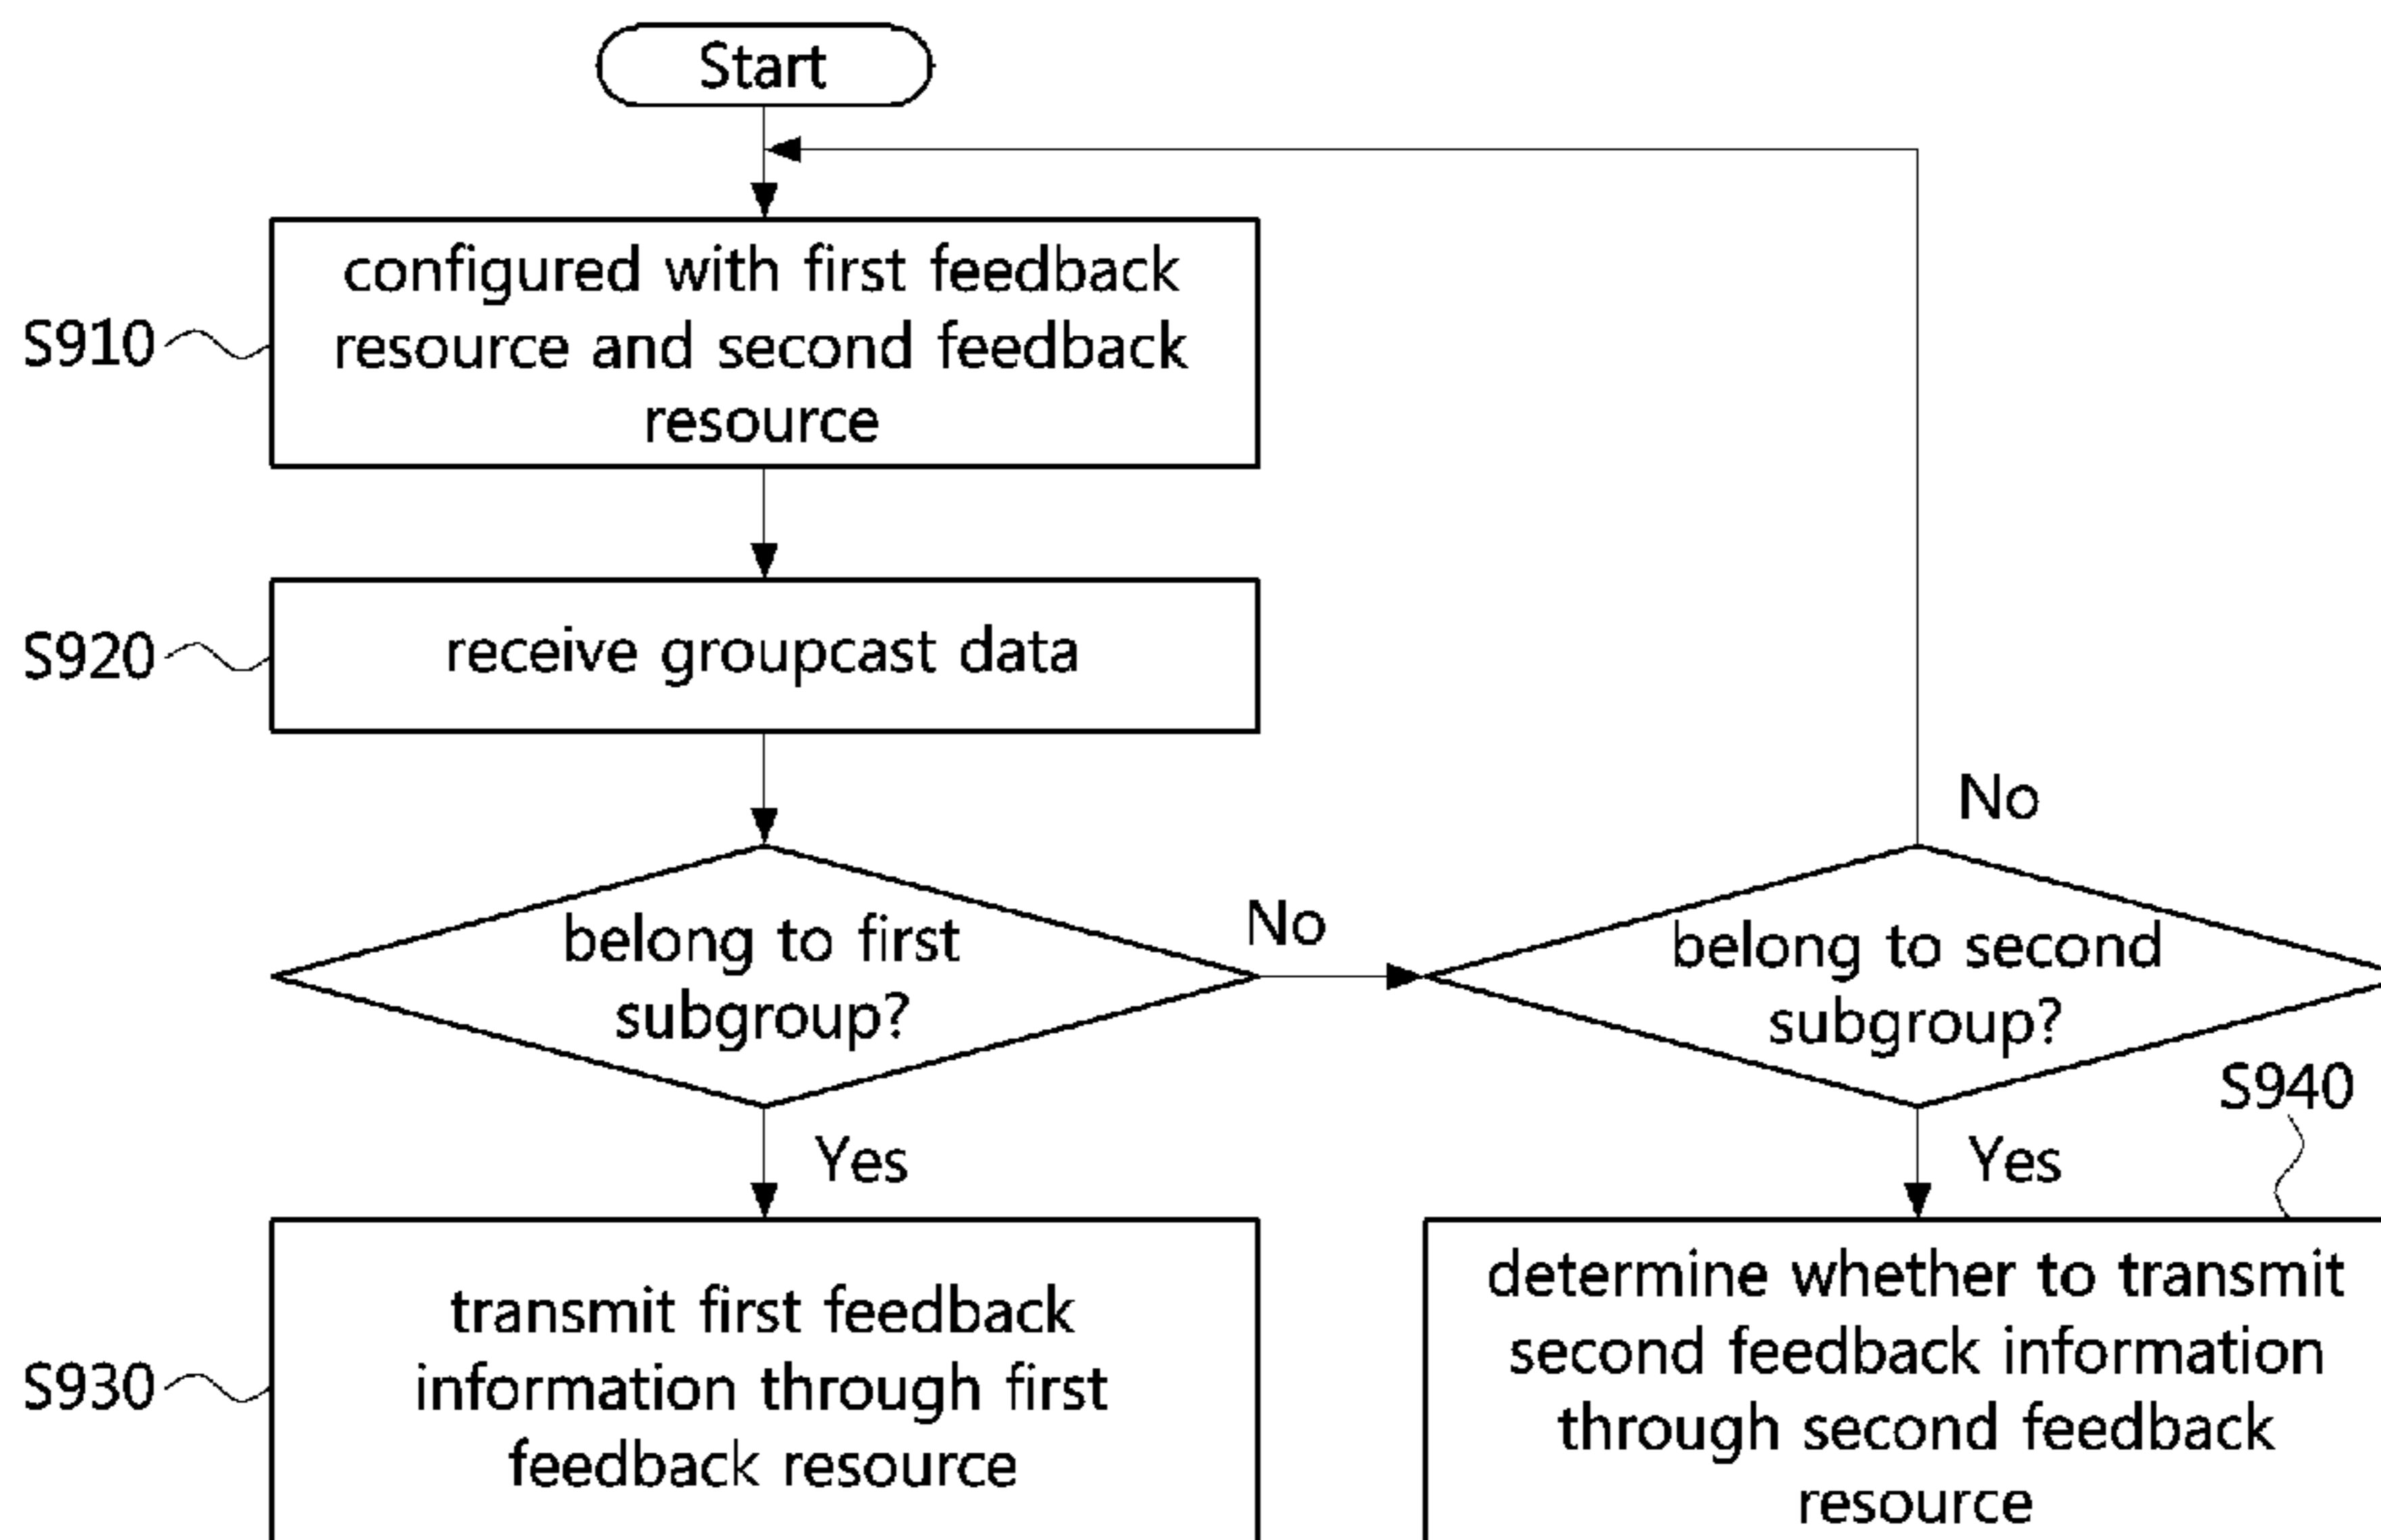 Start
configured with first feedback
resource and second feedback
resource
S910
receive groupcast data
S920
No
belong to first
subgroup?
No
belong to second
subgroup?
S940
Yes
Yes
transmit first feedback
information through first
feedback resource
S930
determine whether to transmit
second feedback information
through second feedback
resource